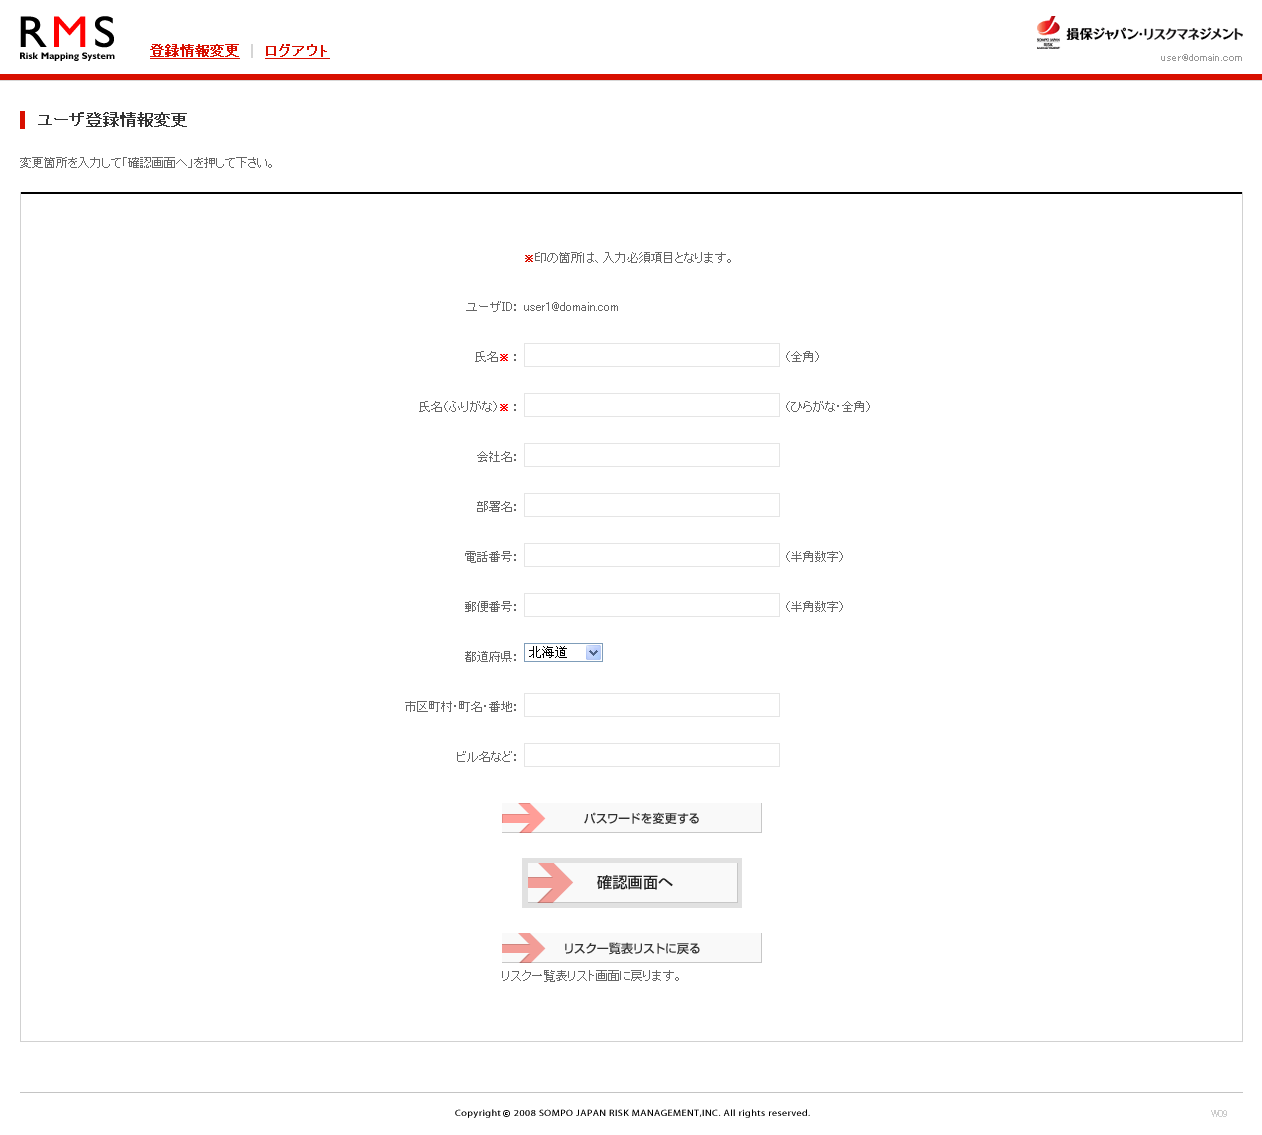 RMS
Risk Mapping System
登録情報変更 | ログアウト
SOMPO JAPAN
RISK
MANAGEMENT
損保ジャパン・リスクマネジメント
user@domain.com
ユーザ登録情報変更
変更箇所を入力して「確認画面へ」を押して下さい。
※印の箇所は、入力必須項目となります。
ユーザID: user1@domain.com
氏名※ : （全角）
氏名（ふりがな）※ : （ひらがな・全角）
会社名:
部署名:
電話番号: （半角数字）
郵便番号: （半角数字）
都道府県: 北海道
市区町村・町名・番地:
ビル名など:
パスワードを変更する
確認画面へ
リスク一覧表リストに戻る
リスク一覧表リスト画面に戻ります。
Copyright © 2008 SOMPO JAPAN RISK MANAGEMENT,INC. All rights reserved.
W09